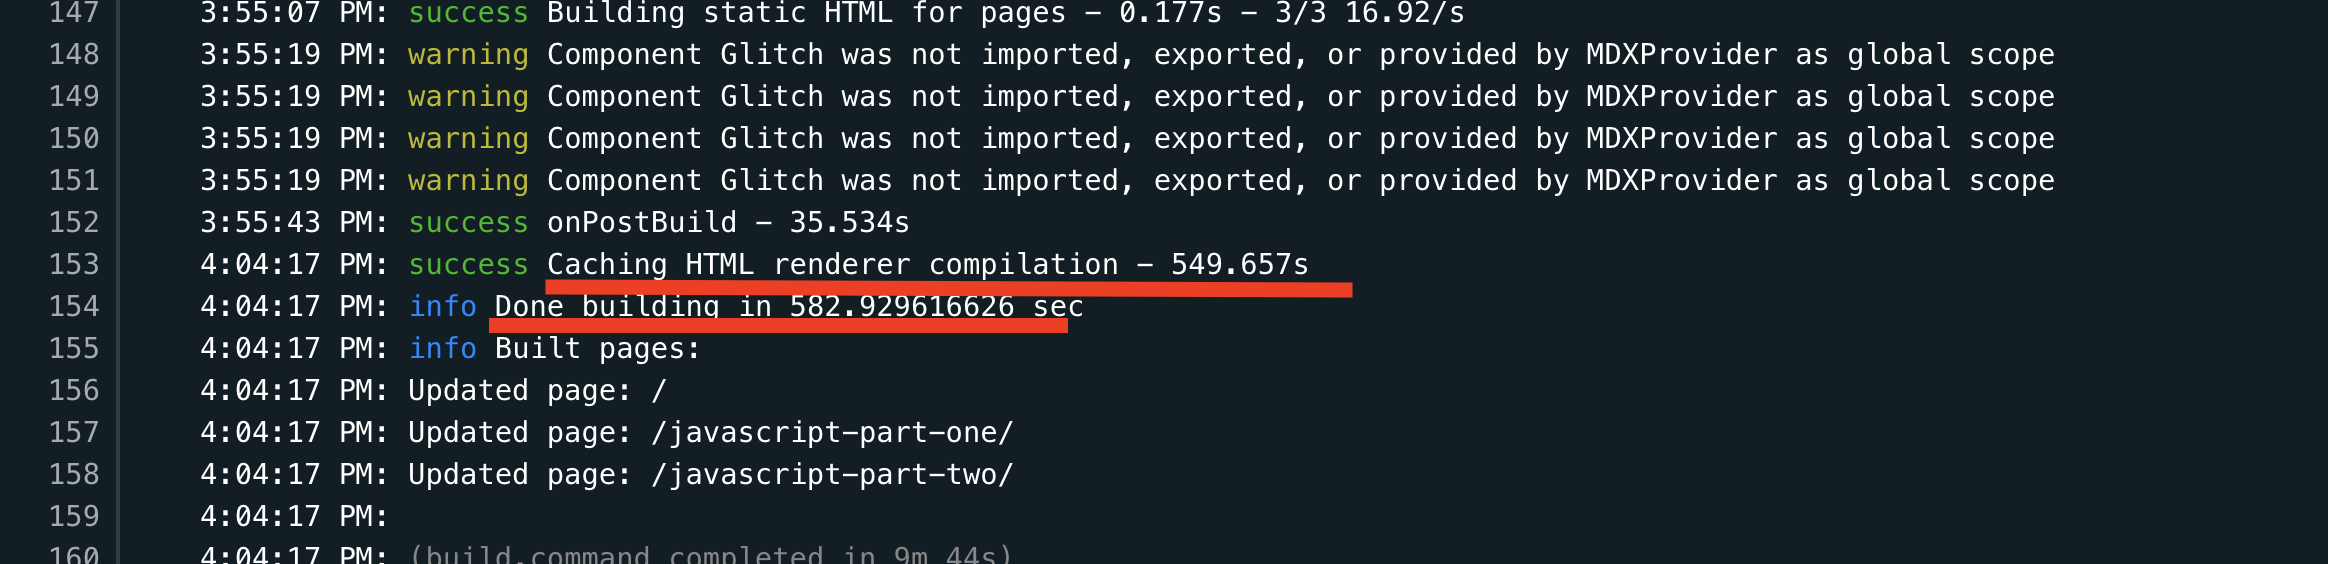 147 3:55:07 PM: success Building static HTML for pages - 0.177s - 3/3 16.92/s
148 3:55:19 PM: warning Component Glitch was not imported, exported, or provided by MDXProvider as global scope
149 3:55:19 PM: warning Component Glitch was not imported, exported, or provided by MDXProvider as global scope
150 3:55:19 PM: warning Component Glitch was not imported, exported, or provided by MDXProvider as global scope
151 3:55:19 PM: warning Component Glitch was not imported, exported, or provided by MDXProvider as global scope
152 3:55:43 PM: success onPostBuild - 35.534s
153 4:04:17 PM: success Caching HTML renderer compilation - 549.657s
154 4:04:17 PM: info Done building in 582.929616626 sec
155 4:04:17 PM: info Built pages:
156 4:04:17 PM: Updated page: /
157 4:04:17 PM: Updated page: /javascript-part-one/
158 4:04:17 PM: Updated page: /javascript-part-two/
159 4:04:17 PM:
160 4:04:17 PM: (build.command completed in 9m 44s)